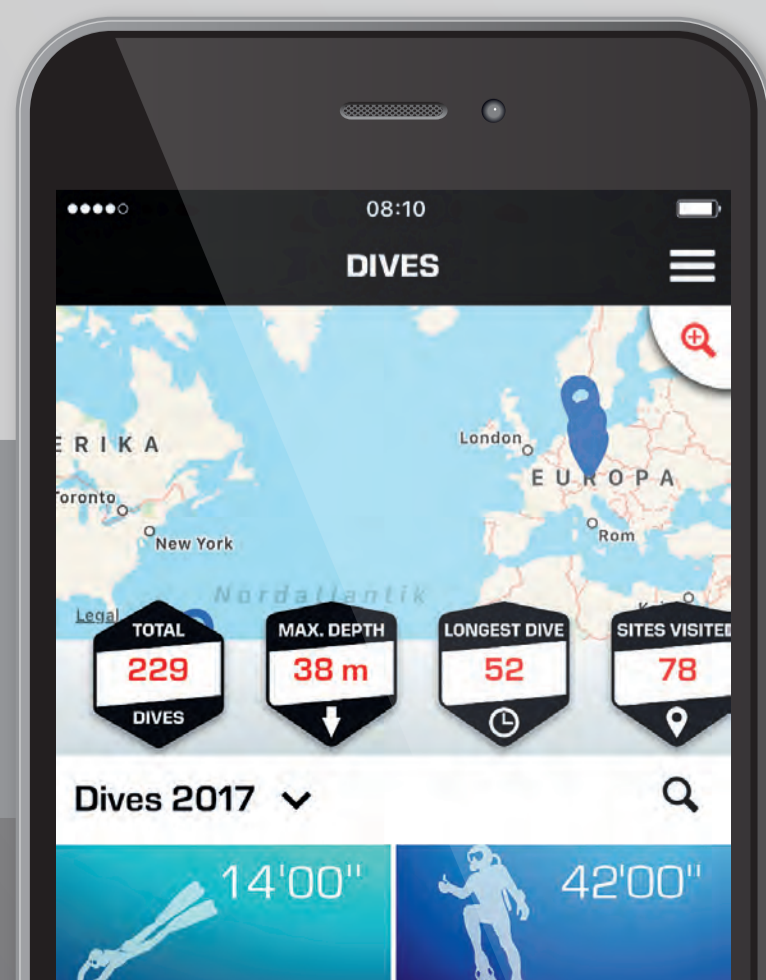 08:10
DIVES
ERIKA
London
EUROPA
Toronto
New York
Rom
Nordatlantik
Legal
TOTAL
229
DIVES
MAX. DEPTH
38 m
LONGEST DIVE
52
SITES VISITED
78
Dives 2017
14'00"
42'00"